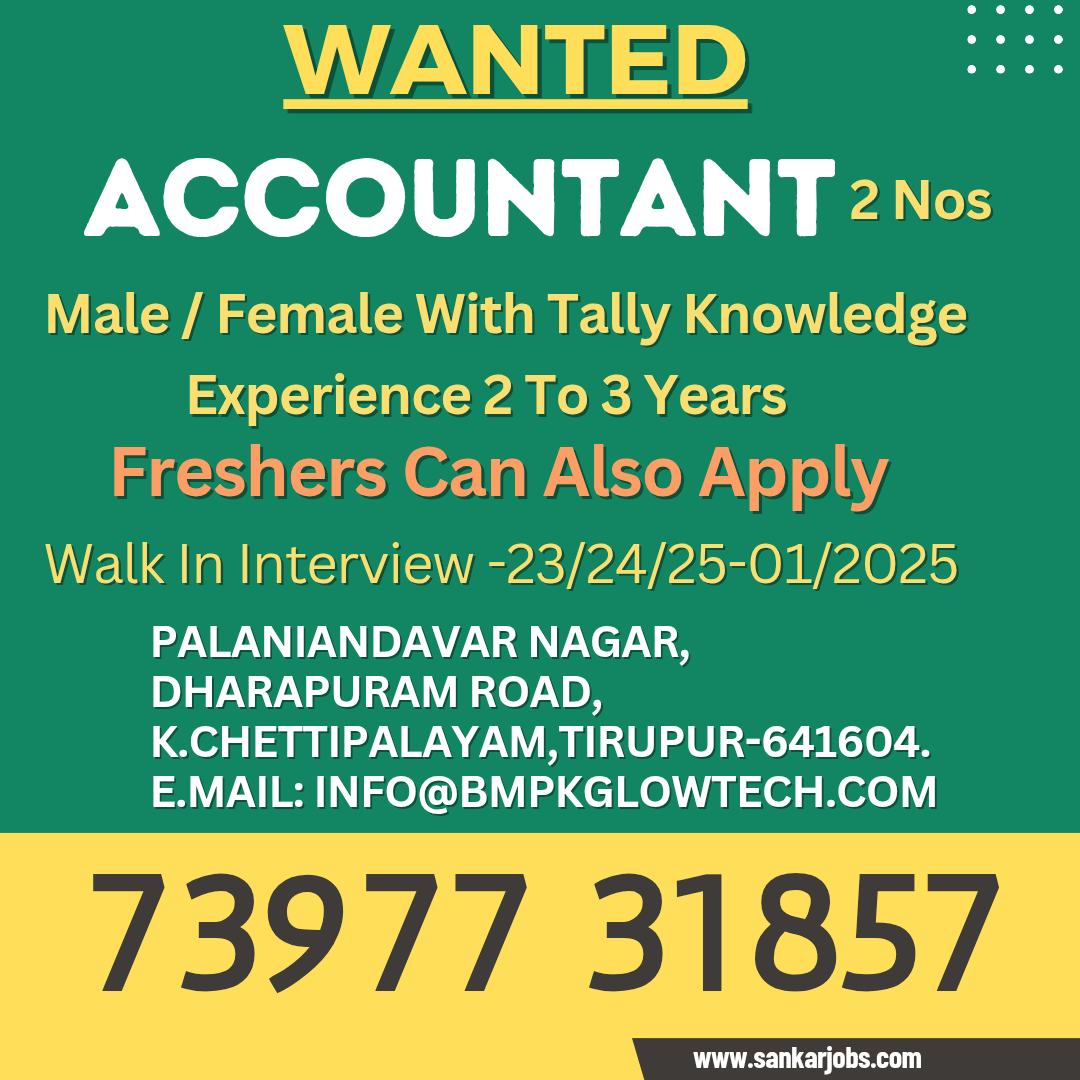 WANTED
ACCOUNTANT 2 Nos
Male / Female With Tally Knowledge
Experience 2 To 3 Years
Freshers Can Also Apply
Walk In Interview -23/24/25-01/2025
PALANIANDAVAR NAGAR,
DHARAPURAM ROAD,
K.CHETTIPALAYAM,TIRUPUR-641604.
E.MAIL: INFO@BMPKGLOWTECH.COM
73977 31857
www.sankarjobs.com